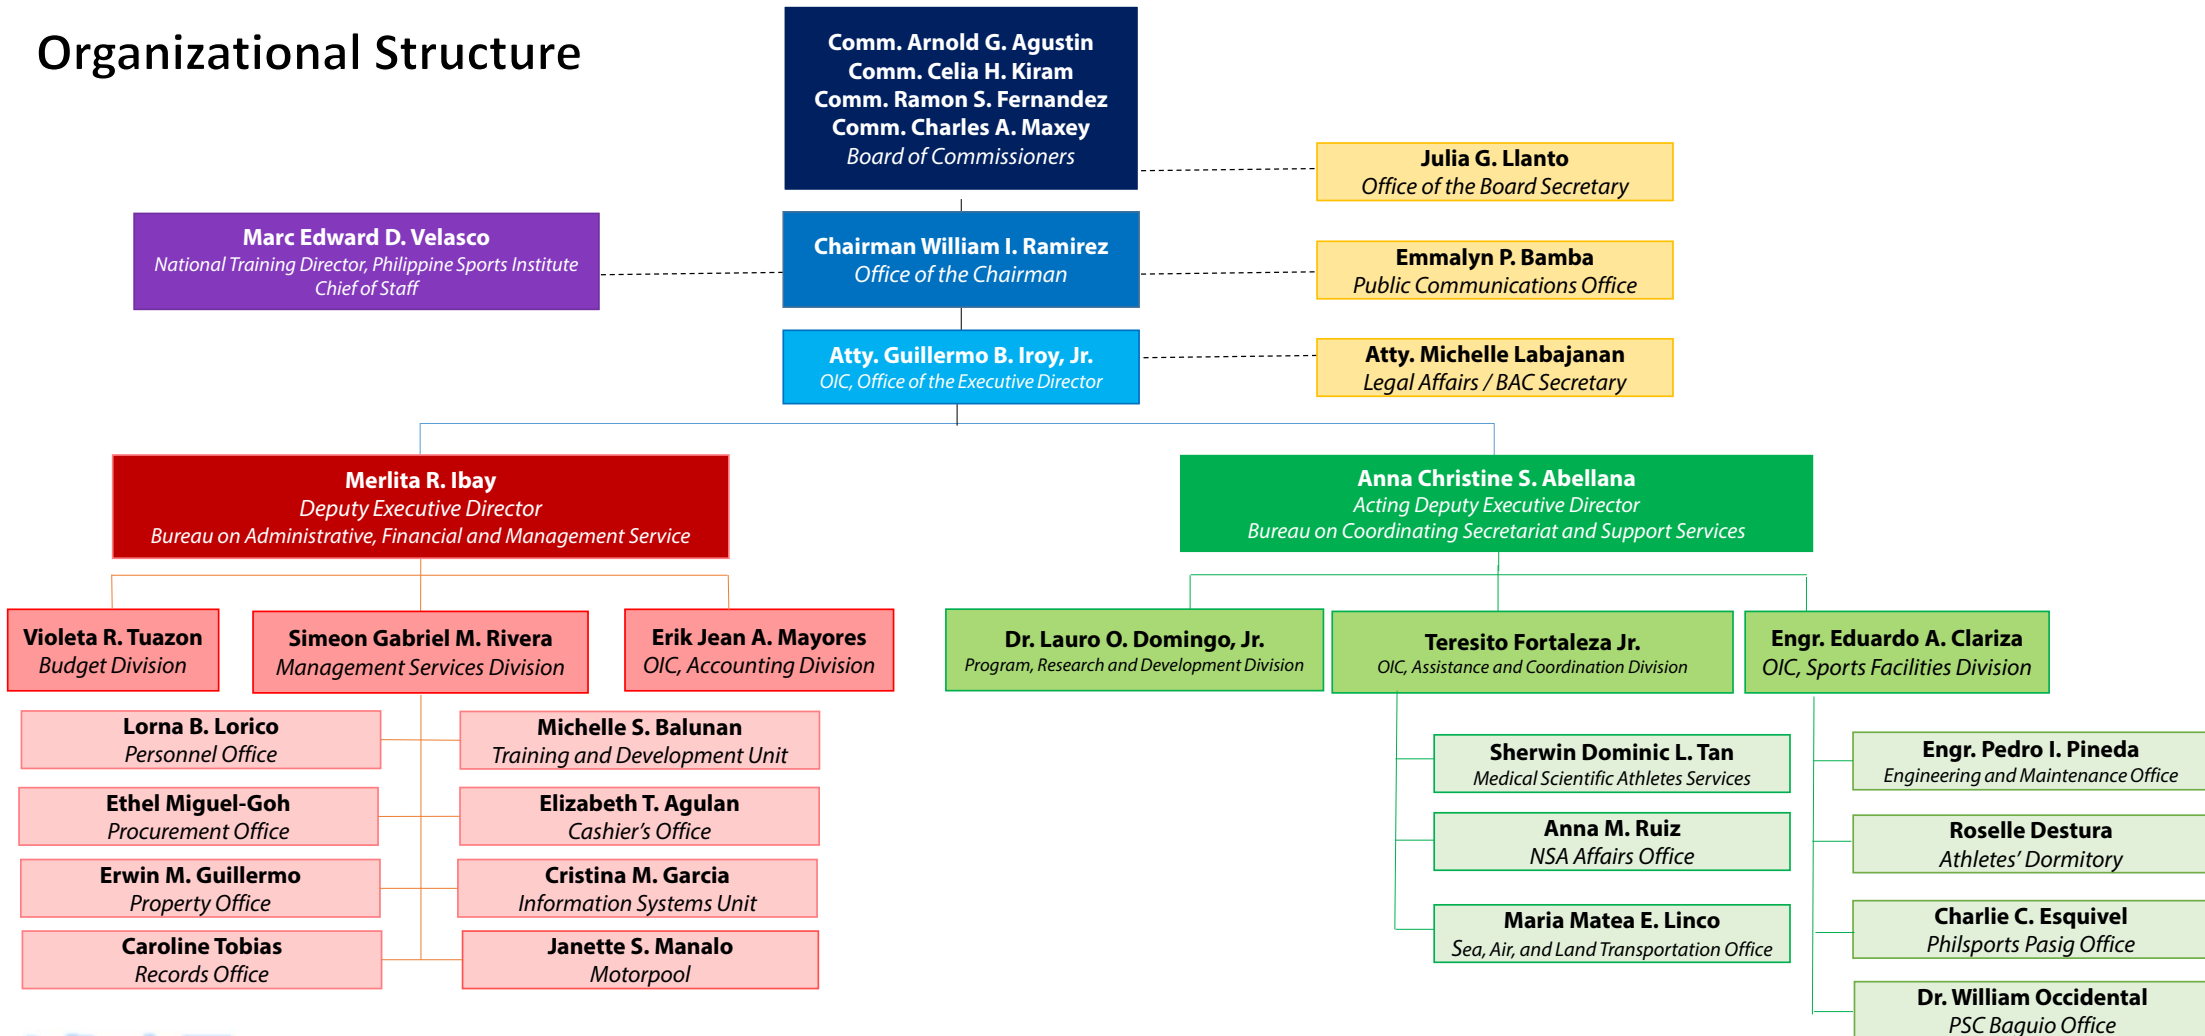 Organizational Structure
Comm. Arnold G. Agustin
Comm. Celia H. Kiram
Comm. Ramon S. Fernandez
Comm. Charles A. Maxey
Board of Commissioners
Julia G. Llanto
Office of the Board Secretary
Marc Edward D. Velasco
National Training Director, Philippine Sports Institute
Chief of Staff
Chairman William I. Ramirez
Office of the Chairman
Emmalyn P. Bamba
Public Communications Office
Atty. Guillermo B. Iroy, Jr.
OIC, Office of the Executive Director
Atty. Michelle Labajanan
Legal Affairs / BAC Secretary
Merlita R. Ibay
Deputy Executive Director
Bureau on Administrative, Financial and Management Service
Anna Christine S. Abellana
Acting Deputy Executive Director
Bureau on Coordinating Secretariat and Support Services
Violeta R. Tuazon
Budget Division
Simeon Gabriel M. Rivera
Management Services Division
Erik Jean A. Mayores
OIC, Accounting Division
Dr. Lauro O. Domingo, Jr.
Program, Research and Development Division
Teresito Fortaleza Jr.
OIC, Assistance and Coordination Division
Engr. Eduardo A. Clariza
OIC, Sports Facilities Division
Lorna B. Lorico
Personnel Office
Michelle S. Balunan
Training and Development Unit
Ethel Miguel-Goh
Procurement Office
Elizabeth T. Agulan
Cashier's Office
Erwin M. Guillermo
Property Office
Cristina M. Garcia
Information Systems Unit
Caroline Tobias
Records Office
Janette S. Manalo
Motorpool
Sherwin Dominic L. Tan
Medical Scientific Athletes Services
Anna M. Ruiz
NSA Affairs Office
Maria Matea E. Linco
Sea, Air, and Land Transportation Office
Engr. Pedro I. Pineda
Engineering and Maintenance Office
Roselle Destura
Athletes' Dormitory
Charlie C. Esquivel
Philsports Pasig Office
Dr. William Occidental
PSC Baguio Office